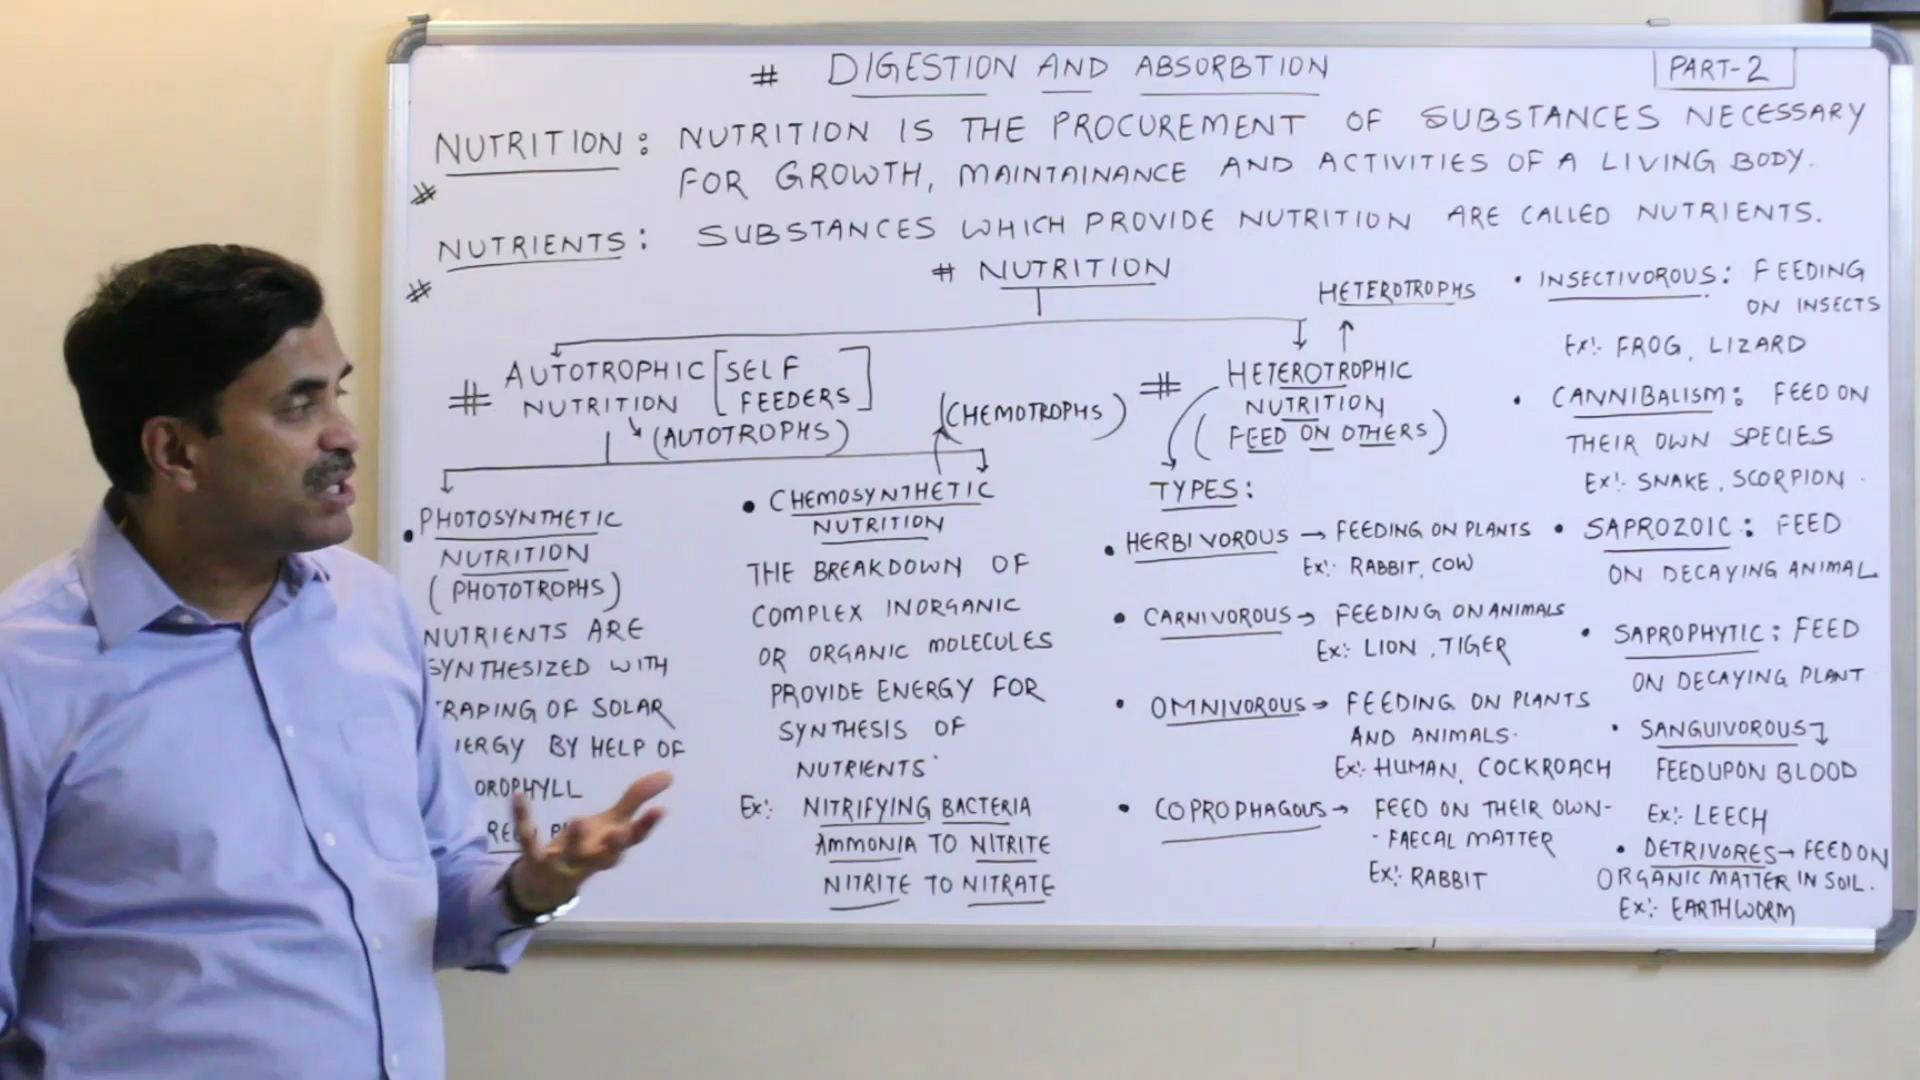 # DIGESTION AND ABSORBTION
PART-2
NUTRITION: NUTRITION IS THE PROCUREMENT OF SUBSTANCES NECESSARY
# FOR GROWTH, MAINTAINANCE AND ACTIVITIES OF A LIVING BODY.
NUTRIENTS: SUBSTANCES WHICH PROVIDE NUTRITION ARE CALLED NUTRIENTS.
#
# NUTRITION
# AUTOTROPHIC [SELF
NUTRITION FEEDERS]
(AUTOTROPHS)
• PHOTOSYNTHETIC
NUTRITION
(PHOTOTROPHS)
NUTRIENTS ARE
SYNTHESIZED WITH
OF SOLAR
BY HELP OF
(CHEMOTROPHS)
• CHEMOSYNTHETIC
NUTRITION
THE BREAKDOWN OF
COMPLEX INORGANIC
OR ORGANIC MOLECULES
PROVIDE ENERGY FOR
SYNTHESIS OF
NUTRIENTS
Ex:- NITRIFYING BACTERIA
AMMONIA TO NITRITE
NITRITE TO NITRATE
HETEROTROPHS
# HETEROTROPHIC
NUTRITION
(FEED ON OTHERS)
TYPES:
• HERBIVOROUS → FEEDING ON PLANTS
Ex:- RABBIT, COW
• CARNIVOROUS → FEEDING ON ANIMALS
Ex:- LION, TIGER
• OMNIVOROUS → FEEDING ON PLANTS
AND ANIMALS.
Ex:- HUMAN, COCKROACH
• COPROPHAGOUS → FEED ON THEIR OWN-
- FAECAL MATTER
Ex:- RABBIT
• INSECTIVOROUS: FEEDING
ON INSECTS
Ex:- FROG, LIZARD
• CANNIBALISM: FEED ON
THEIR OWN SPECIES
Ex:- SNAKE, SCORPION.
• SAPROZOIC: FEED
ON DECAYING ANIMAL
• SAPROPHYTIC: FEED
ON DECAYING PLANT
• SANGUIVOROUS
FEED UPON BLOOD
Ex:- LEECH
• DETRIVORES → FEED ON
ORGANIC MATTER IN SOIL.
Ex:- EARTHWORM